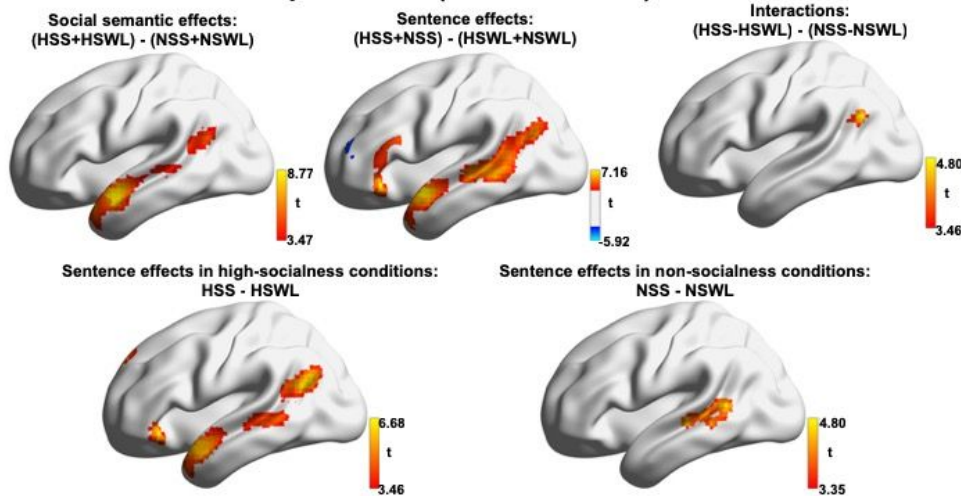 Social semantic effects:
(HSS+HSWL) - (NSS+NSWL)
Sentence effects:
(HSS+NSS) - (HSWL+NSWL)
Interactions:
(HSS-HSWL) - (NSS-NSWL)
8.77
t
3.47
7.16
t
-5.92
4.80
t
3.46
Sentence effects in high-socialness conditions:
HSS - HSWL
Sentence effects in non-socialness conditions:
NSS - NSWL
6.68
t
3.46
4.80
t
3.35